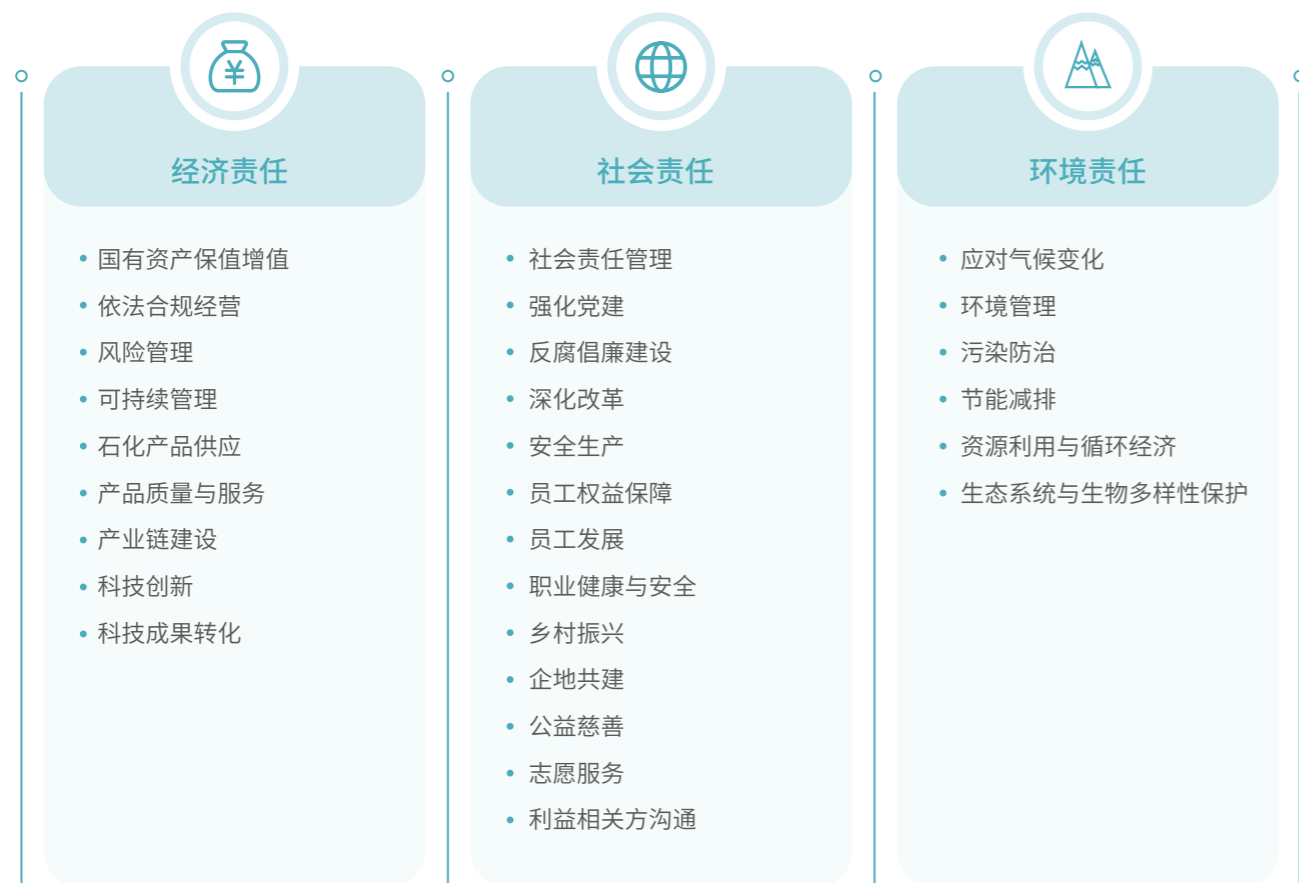 ¥
经济责任
• 国有资产保值增值
• 依法合规经营
• 风险管理
• 可持续管理
• 石化产品供应
• 产品质量与服务
• 产业链建设
• 科技创新
• 科技成果转化
社会责任
• 社会责任管理
• 强化党建
• 反腐倡廉建设
• 深化改革
• 安全生产
• 员工权益保障
• 员工发展
• 职业健康与安全
• 乡村振兴
• 企地共建
• 公益慈善
• 志愿服务
• 利益相关方沟通
环境责任
• 应对气候变化
• 环境管理
• 污染防治
• 节能减排
• 资源利用与循环经济
• 生态系统与生物多样性保护